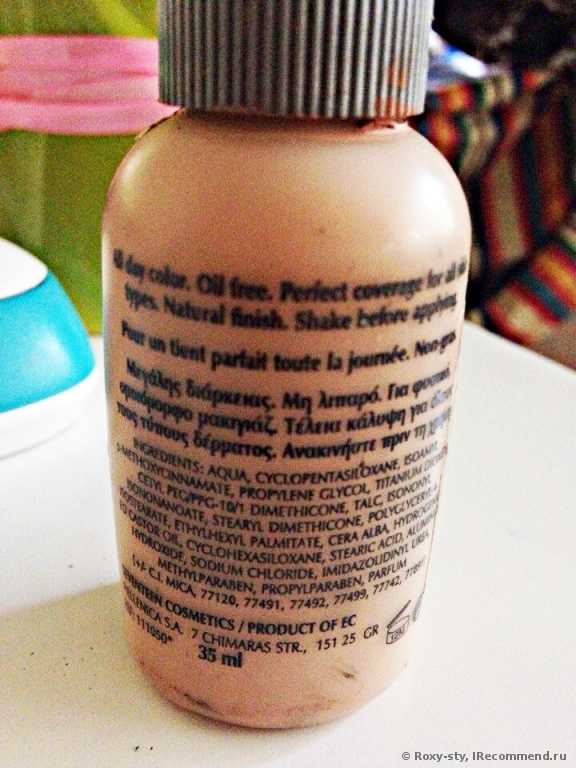 All day color. Oil free. Perfect coverage for all skin
types. Natural finish. Shake before applying.
Pour un tient parfait toute la journée. Non-gras
Μεγάλης διάρκειας. Μη λιπαρό. Για φυσικό,
ομοιόμορφο μακιγιάζ. Τέλεια κάλυψη για όλους
τους τύπους δέρματος. Ανακινήστε πριν τη χρήση
INGREDIENTS: AQUA, CYCLOPENTASILOXANE, ISOAMYL
P-METHOXYCINNAMATE, PROPYLENE GLYCOL, TITANIUM DIOXIDE,
CETYL PEG/PPG-10/1 DIMETHICONE, TALC, ISONONYL
ISONONANOATE, STEARYL DIMETHICONE, POLYGLYCERYL-4
ISOSTEARATE, ETHYLHEXYL PALMITATE, CERA ALBA, HYDROGENATED
CASTOR OIL, CYCLOHEXASILOXANE, STEARIC ACID, ALUMINUM
HYDROXIDE, SODIUM CHLORIDE, IMIDAZOLIDINYL UREA,
METHYLPARABEN, PROPYLPARABEN, PARFUM
(+/- C.I. MICA, 77120, 77491, 77492, 77499, 77742, 77891
SEVENTEEN COSMETICS / PRODUCT OF EC
HELLENICA S.A. 7 CHIMARAS STR., 151 25 GR
111050*
35 ml
© Roxy-sty, IRecommend.ru